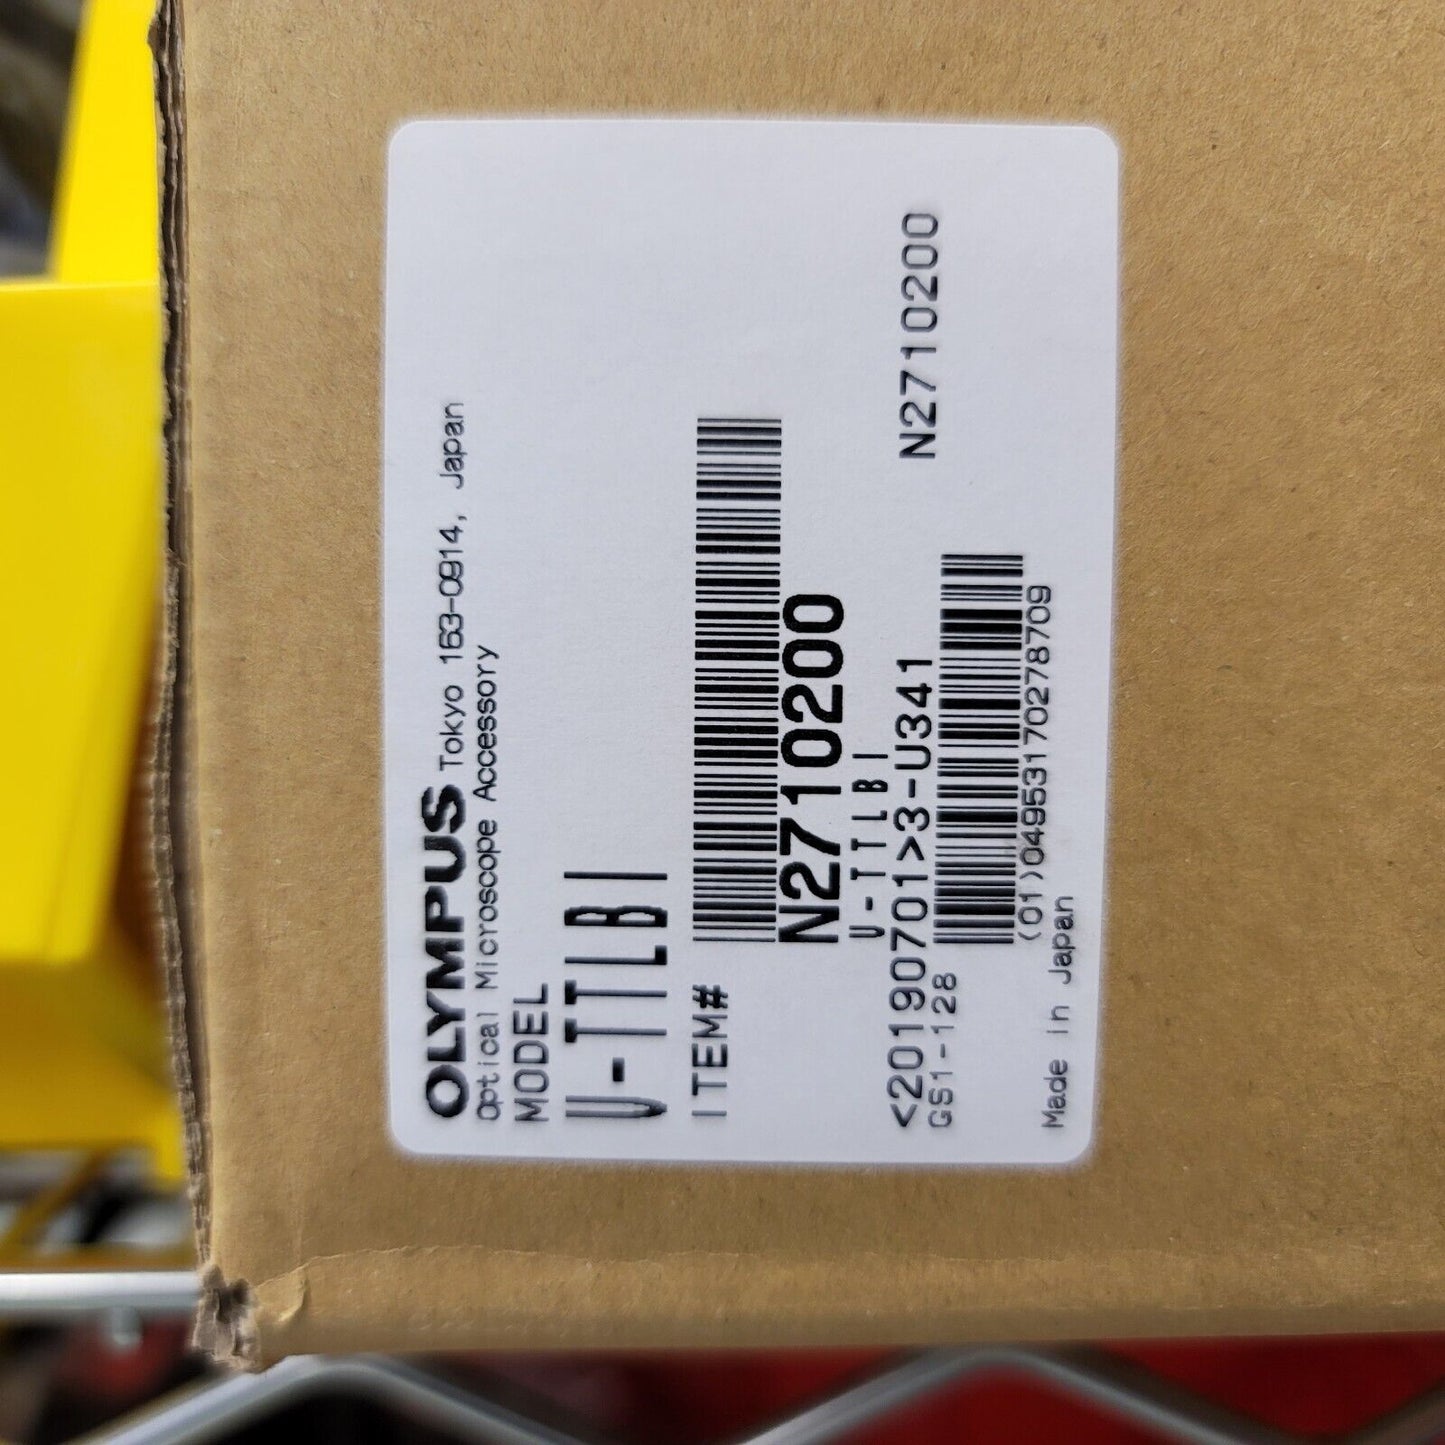 OLYMPUS Tokyo 163-0914, Japan
Optical Microscope Accessory
MODEL
U-TTLBI
ITEM#
N2710200
U-TTLBI
<20190701>3-U341 N2710200
GS1-128
(01)04953170278709
Made in Japan